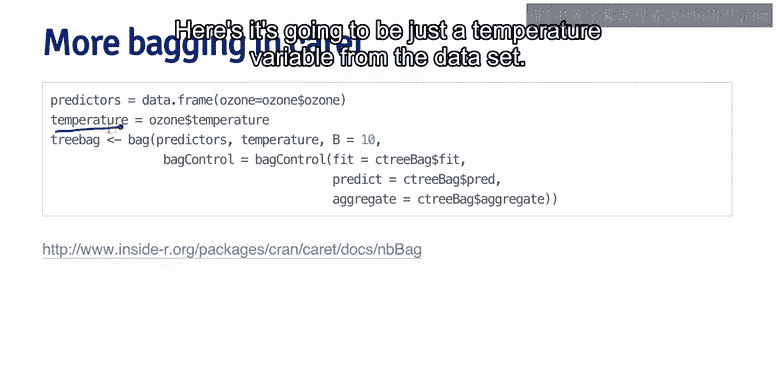 More bagging in caret
Here's it's going to be just a temperature
variable from the data set.
predictors = data.frame(ozone=ozone$ozone)
temperature = ozone$temperature
treebag <- bag(predictors, temperature, B = 10,
bagControl = bagControl(fit = ctreeBag$fit,
predict = ctreeBag$pred,
aggregate = ctreeBag$aggregate))
http://www.inside-r.org/packages/cran/caret/docs/nbBag